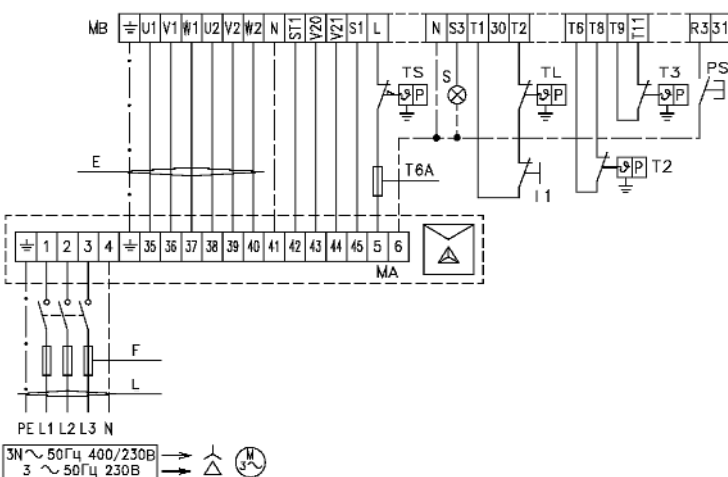 MB ⏚ U1 V1 W1 U2 V2 W2 N ST1 V20 V21 S1 L N S3 T1 30 T2 T6 T8 T9 T11 R3 31
S TS TL T3 PS
ϑ P ϑ P ϑ P
E T6A ϑ P T2
I1
⏚ 1 2 3 4 ⏚ 35 36 37 38 39 40 41 42 43 44 45 5 6
MA
F
L
PE L1 L2 L3 N
3N ~ 50Гц 400/230В
3 ~ 50Гц 230В
M
3~